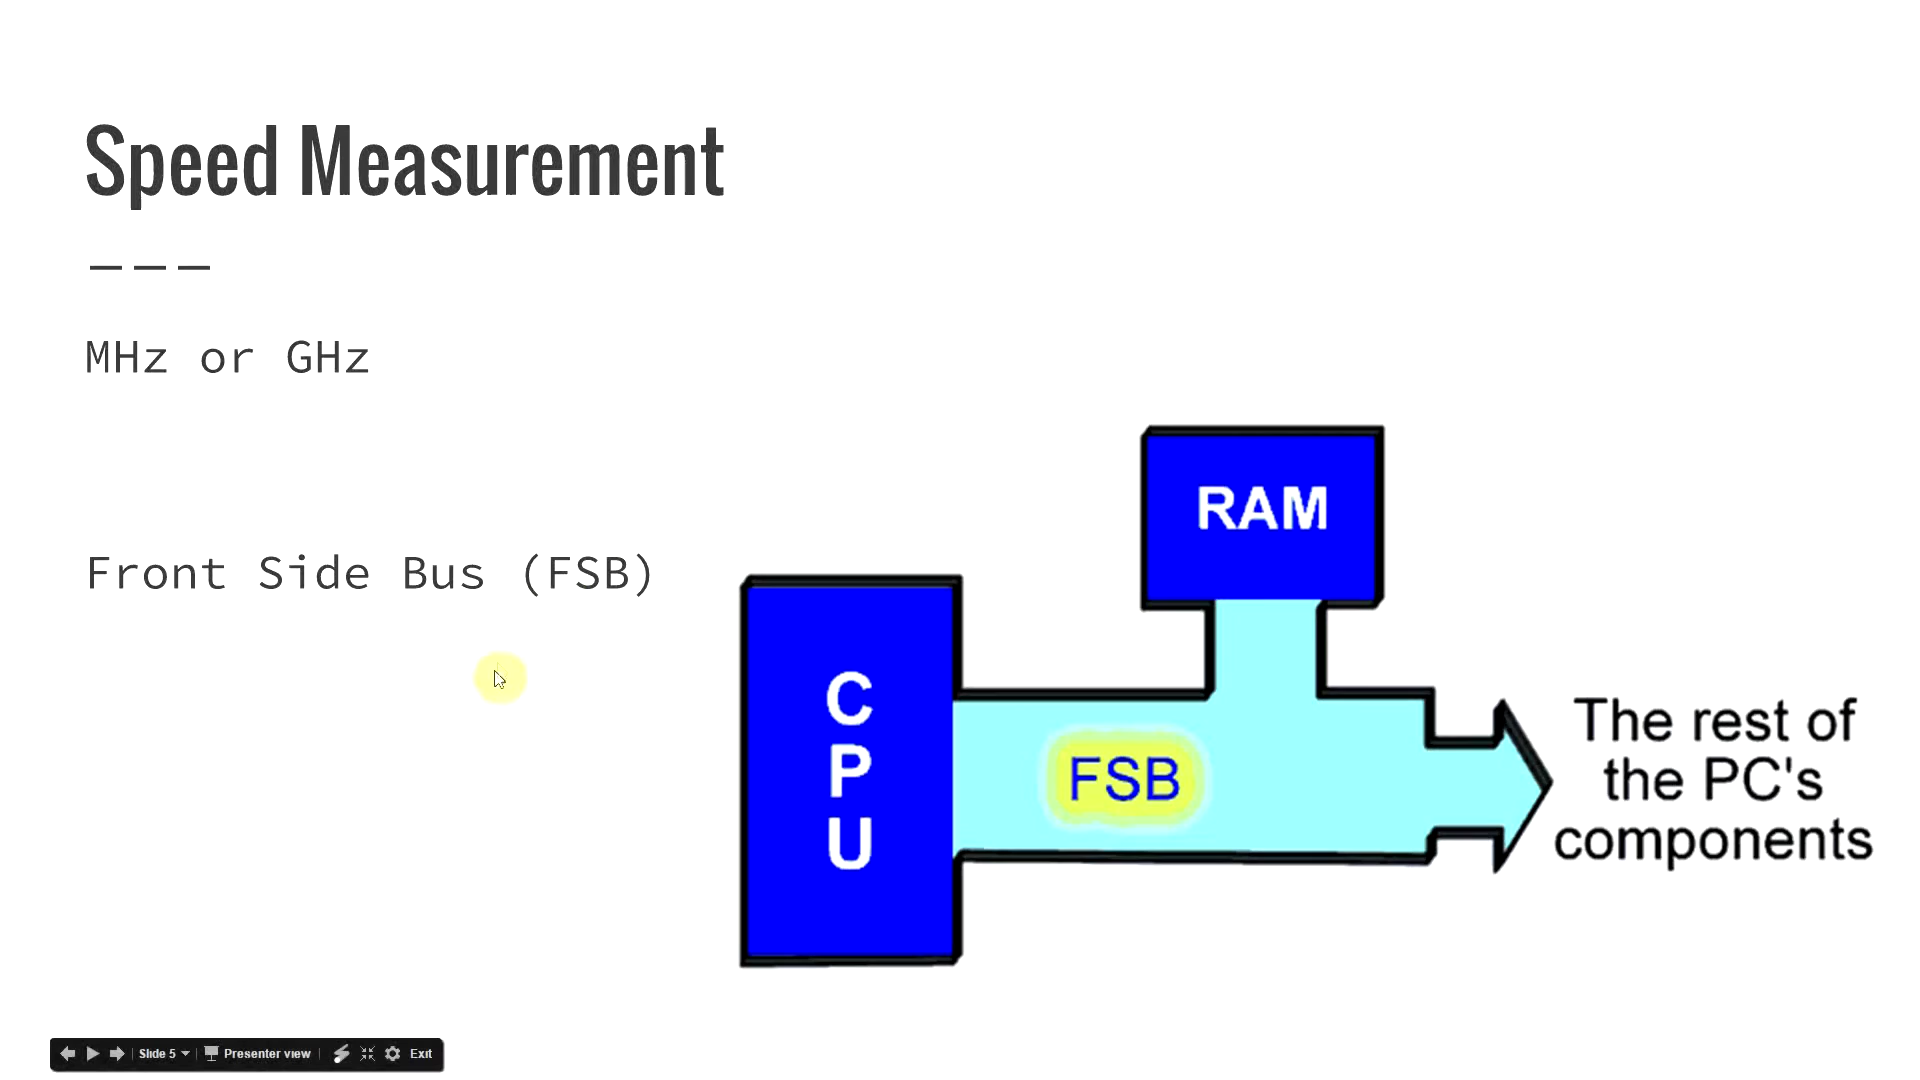 Speed Measurement
MHz or GHz
Front Side Bus (FSB)
RAM
C
P
U
FSB
The rest of
the PC's
components
Slide 5
Presenter view
Exit